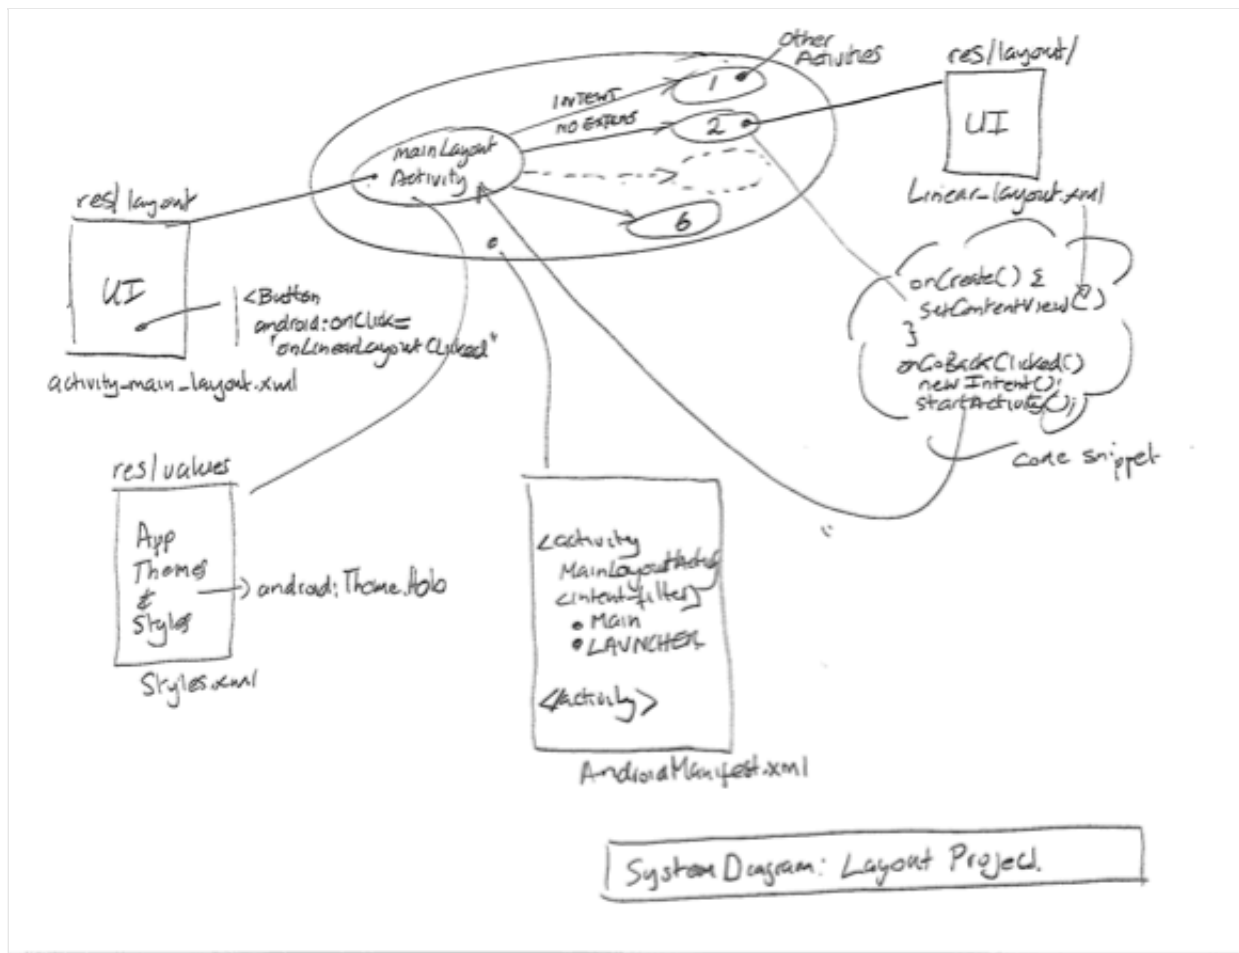 other
Activities
res/layout/
INTENT
1
NO EXTRAS
2
UI
mainLayout
Activity
Linear_layout.xml
res/layout
6
UI
<Button
android:onClick=
"onLinearLayoutClicked"
onCreate() {
setContentView( )
}
onGoBackClicked()
new Intent();
startActivity();
activity_main_layout.xml
code snippet
res/values
App
Themes
&
Styles
android:Theme.Holo
Styles.xml
<activity
MainLayoutActivity
<intent-filter>
• Main
• LAUNCHER
</activity>
AndroidManifest.xml
System Diagram: Layout Project.